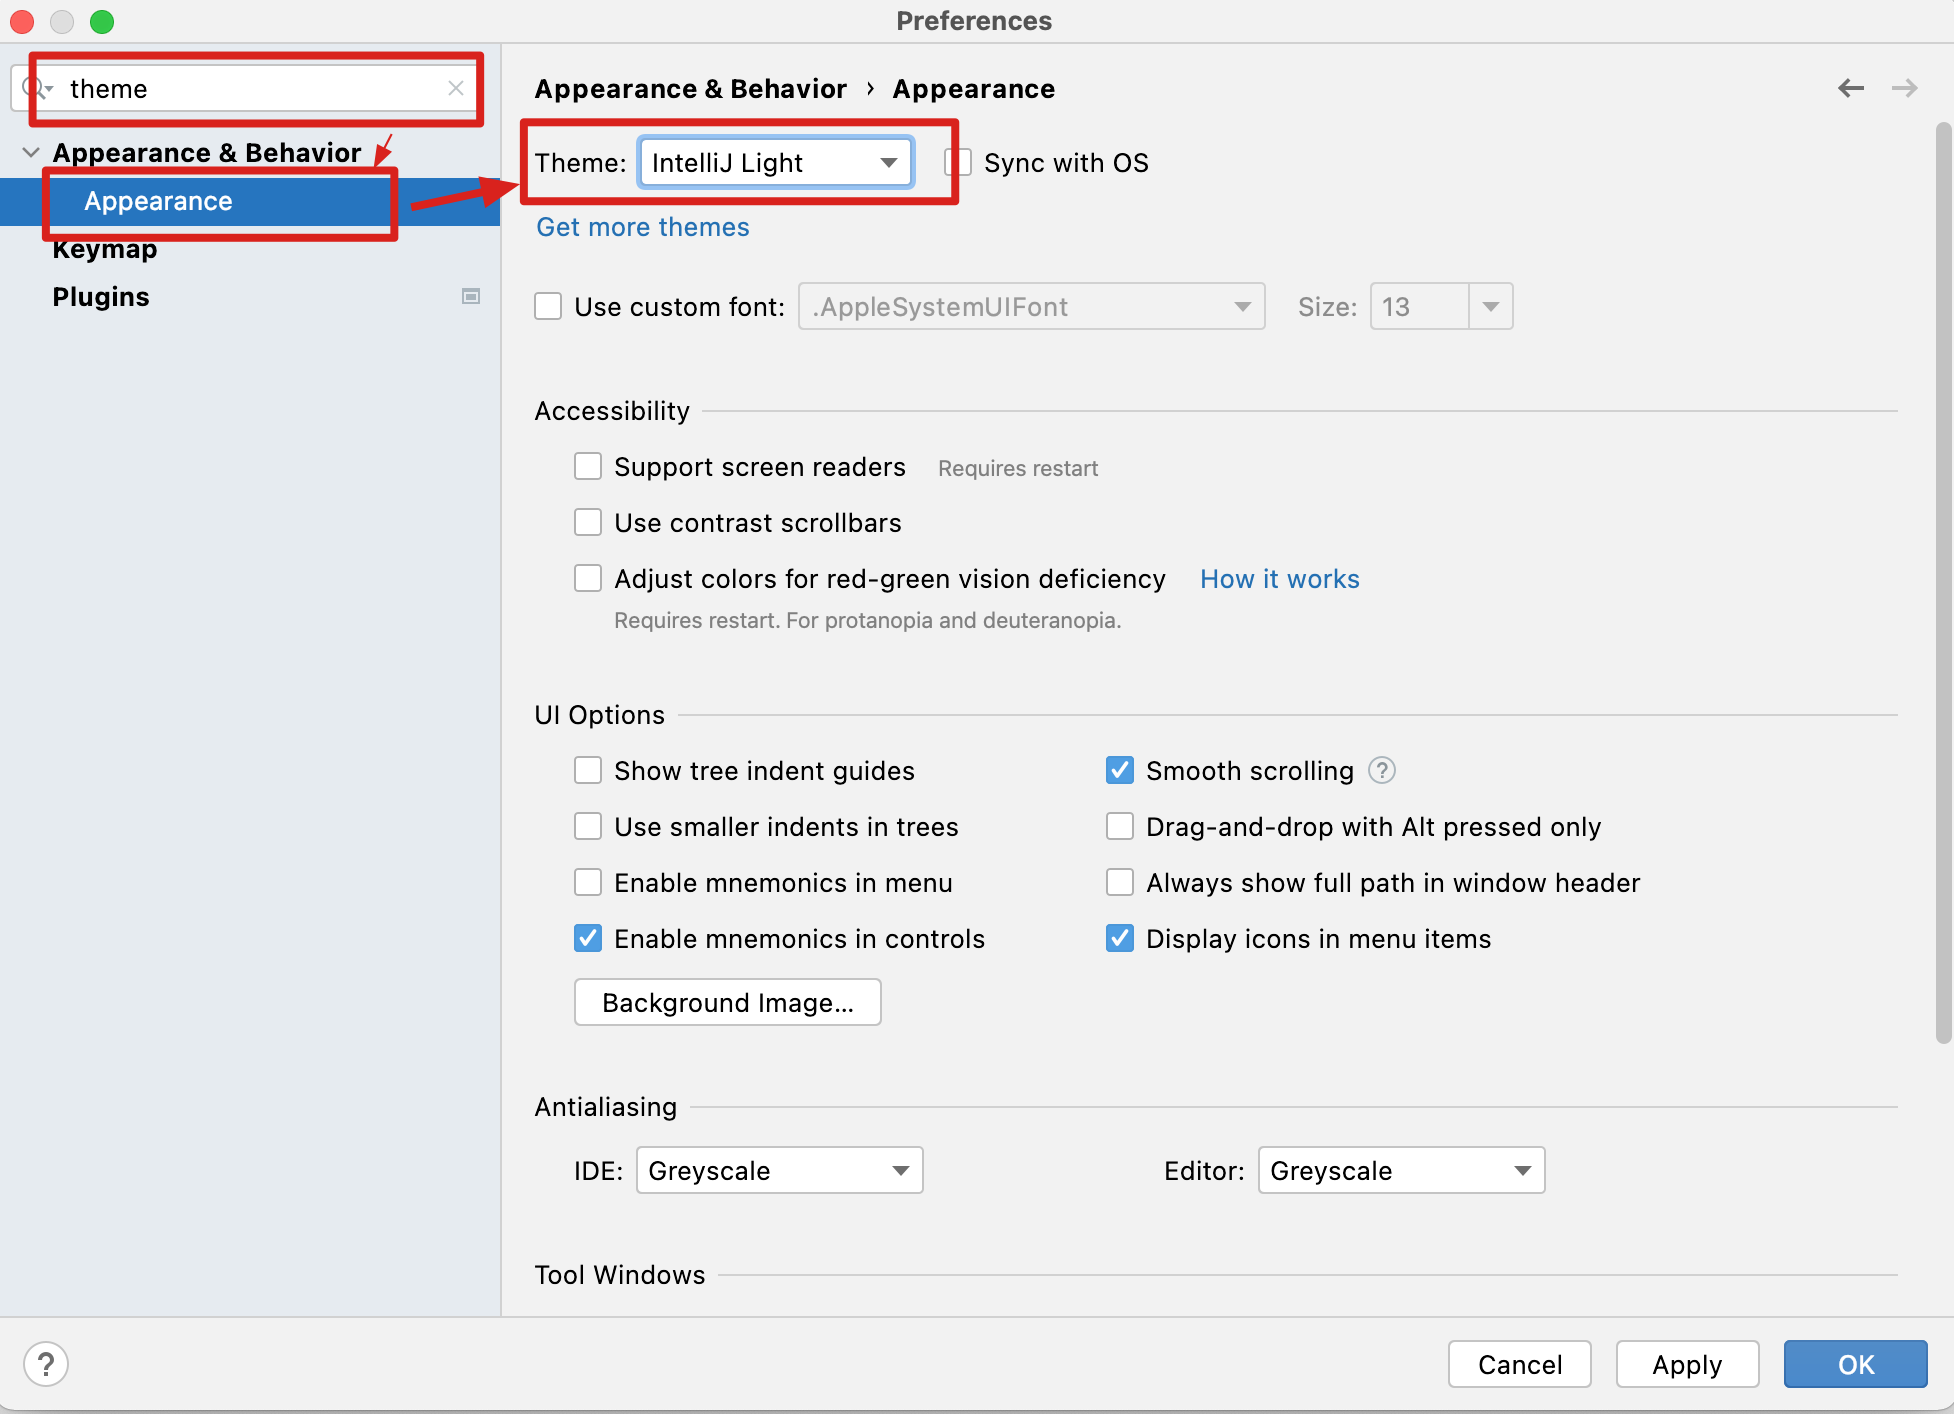 Preferences
theme
Appearance & Behavior
Appearance
Keymap
Plugins
Appearance & Behavior › Appearance
Theme: IntelliJ Light Sync with OS
Get more themes
Use custom font: .AppleSystemUIFont Size: 13
Accessibility
Support screen readers Requires restart
Use contrast scrollbars
Adjust colors for red-green vision deficiency How it works
Requires restart. For protanopia and deuteranopia.
UI Options
Show tree indent guides Smooth scrolling ?
Use smaller indents in trees Drag-and-drop with Alt pressed only
Enable mnemonics in menu Always show full path in window header
Enable mnemonics in controls Display icons in menu items
Background Image...
Antialiasing
IDE: Greyscale Editor: Greyscale
Tool Windows
? Cancel Apply OK